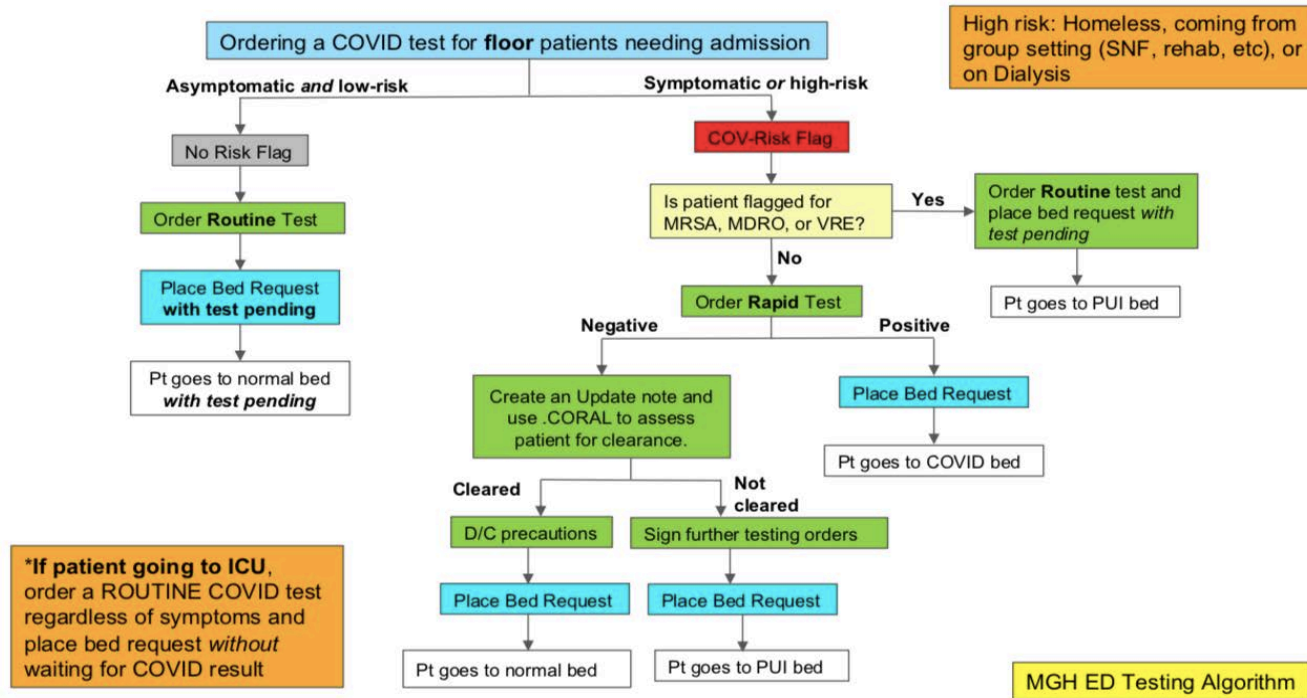 Ordering a COVID test for floor patients needing admission
High risk: Homeless, coming from
group setting (SNF, rehab, etc), or
on Dialysis
Asymptomatic and low-risk
Symptomatic or high-risk
No Risk Flag
COV-Risk Flag
Order Routine Test
Is patient flagged for
MRSA, MDRO, or VRE?
Yes
Order Routine test and
place bed request with
test pending
No
Place Bed Request
with test pending
Order Rapid Test
Pt goes to PUI bed
Negative
Positive
Pt goes to normal bed
with test pending
Create an Update note and
use .CORAL to assess
patient for clearance.
Place Bed Request
Pt goes to COVID bed
Cleared
Not
cleared
D/C precautions
Sign further testing orders
*If patient going to ICU,
order a ROUTINE COVID test
regardless of symptoms and
place bed request without
waiting for COVID result
Place Bed Request
Place Bed Request
Pt goes to normal bed
Pt goes to PUI bed
MGH ED Testing Algorithm